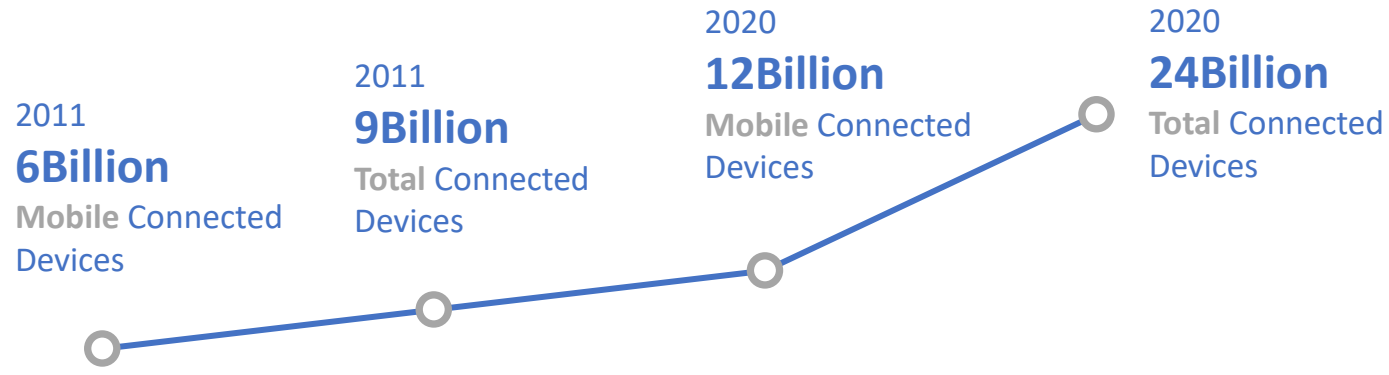 2011
6Billion
Mobile Connected
Devices
2011
9Billion
Total Connected
Devices
2020
12Billion
Mobile Connected
Devices
2020
24Billion
Total Connected
Devices